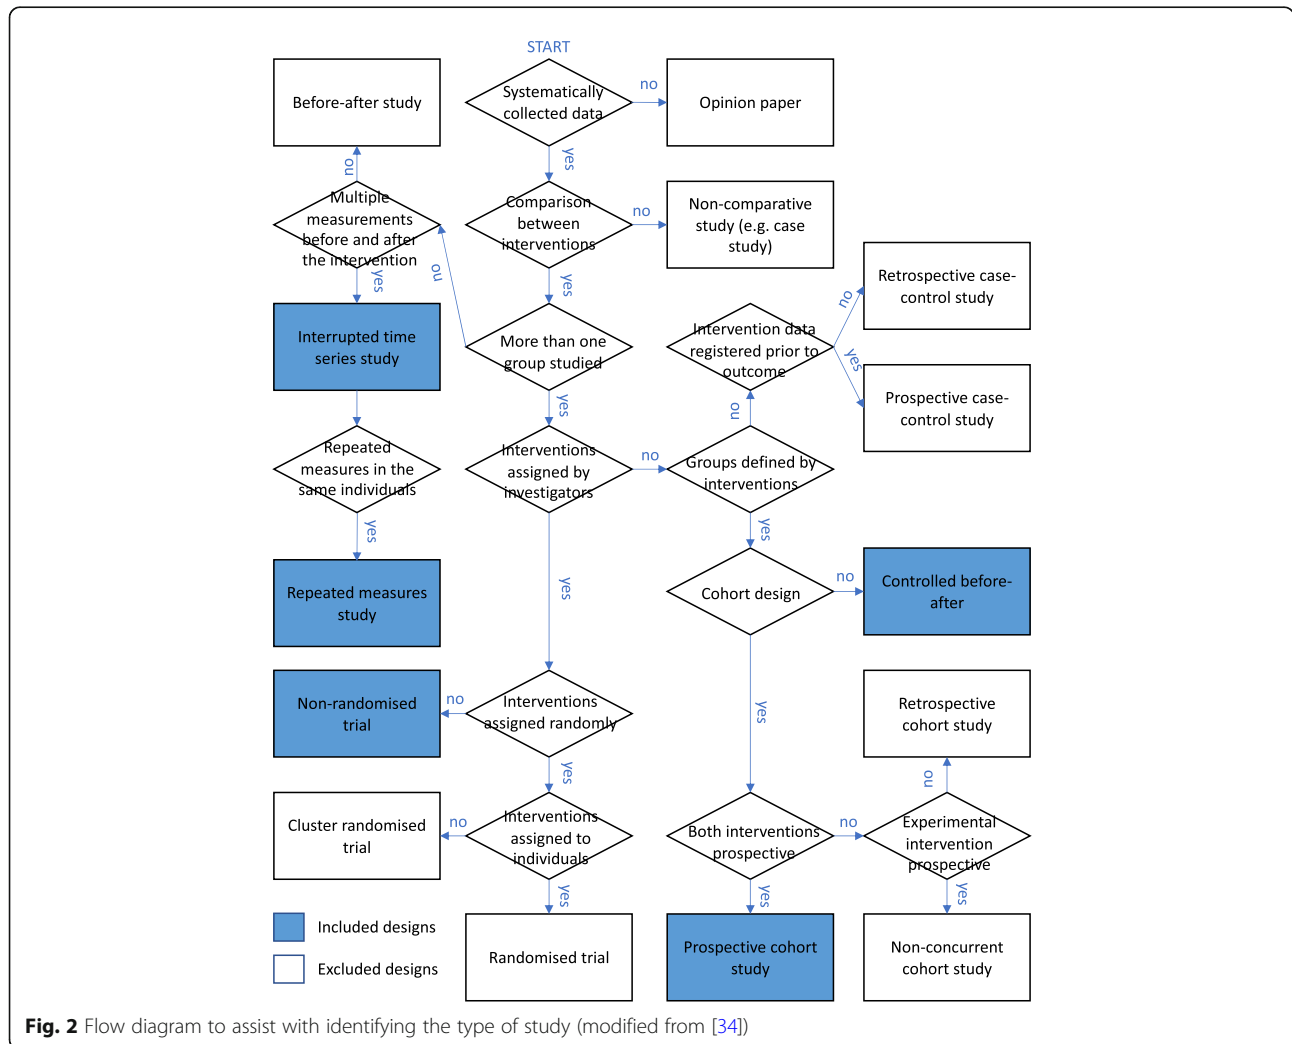 START
Before-after study
Systematically
collected data
no
Opinion paper
no
yes
Multiple
measurements
before and after
the intervention
Comparison
between
interventions
no
Non-comparative
study (e.g. case
study)
yes
no
yes
Retrospective case-
control study
Interrupted time
series study
More than one
group studied
Intervention data
registered prior to
outcome
no
yes
Prospective case-
control study
yes
no
Repeated
measures in the
same individuals
Interventions
assigned by
investigators
no
Groups defined by
interventions
yes
yes
yes
Repeated measures
study
Cohort design
no
Controlled before-
after
Non-randomised
trial
no
Interventions
assigned randomly
yes
Retrospective
cohort study
yes
no
Cluster randomised
trial
no
Interventions
assigned to
individuals
Both interventions
prospective
no
Experimental
intervention
prospective
yes
yes
yes
Included designs
Excluded designs
Randomised trial
Prospective cohort
study
Non-concurrent
cohort study
Fig. 2 Flow diagram to assist with identifying the type of study (modified from [34])